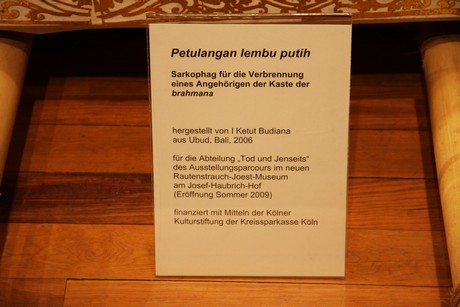 Petulangan lembu putih
Sarkophag für die Verbrennung
eines Angehörigen der Kaste der
brahmana
hergestellt von I Ketut Budiana
aus Ubud, Bali, 2006
für die Abteilung „Tod und Jenseits“
des Ausstellungsparcours im neuen
Rautenstrauch-Joest-Museum
am Josef-Haubrich-Hof
(Eröffnung Sommer 2009)
finanziert mit Mitteln der Kölner
Kulturstiftung der Kreissparkasse Köln